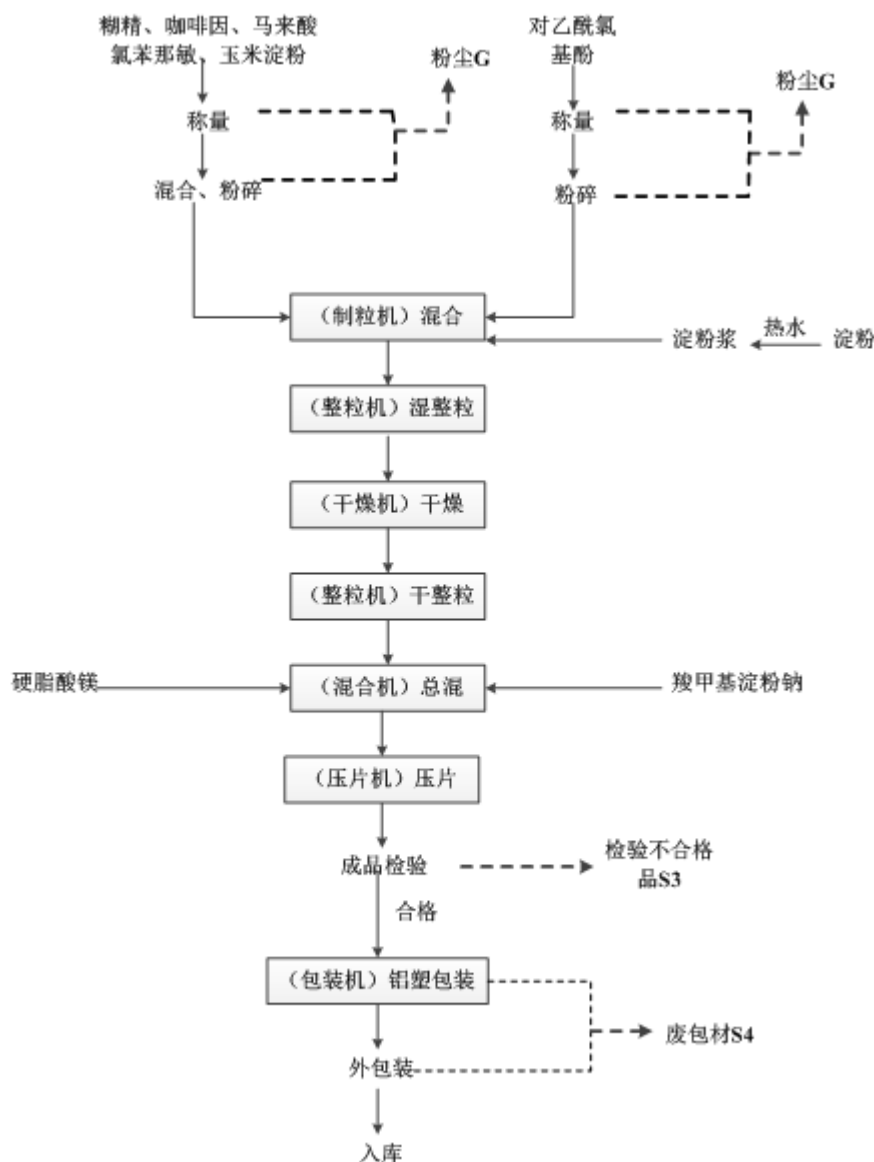 糊精、咖啡因、马来酸
氯苯那敏、玉米淀粉
对乙酰氯
基酚
粉尘G
粉尘G
称量
称量
混合、粉碎
粉碎
（制粒机）混合
淀粉浆
热水
淀粉
（整粒机）湿整粒
（干燥机）干燥
（整粒机）干整粒
硬脂酸镁
（混合机）总混
羧甲基淀粉钠
（压片机）压片
成品检验
检验不合格
品S3
合格
（包装机）铝塑包装
废包材S4
外包装
入库